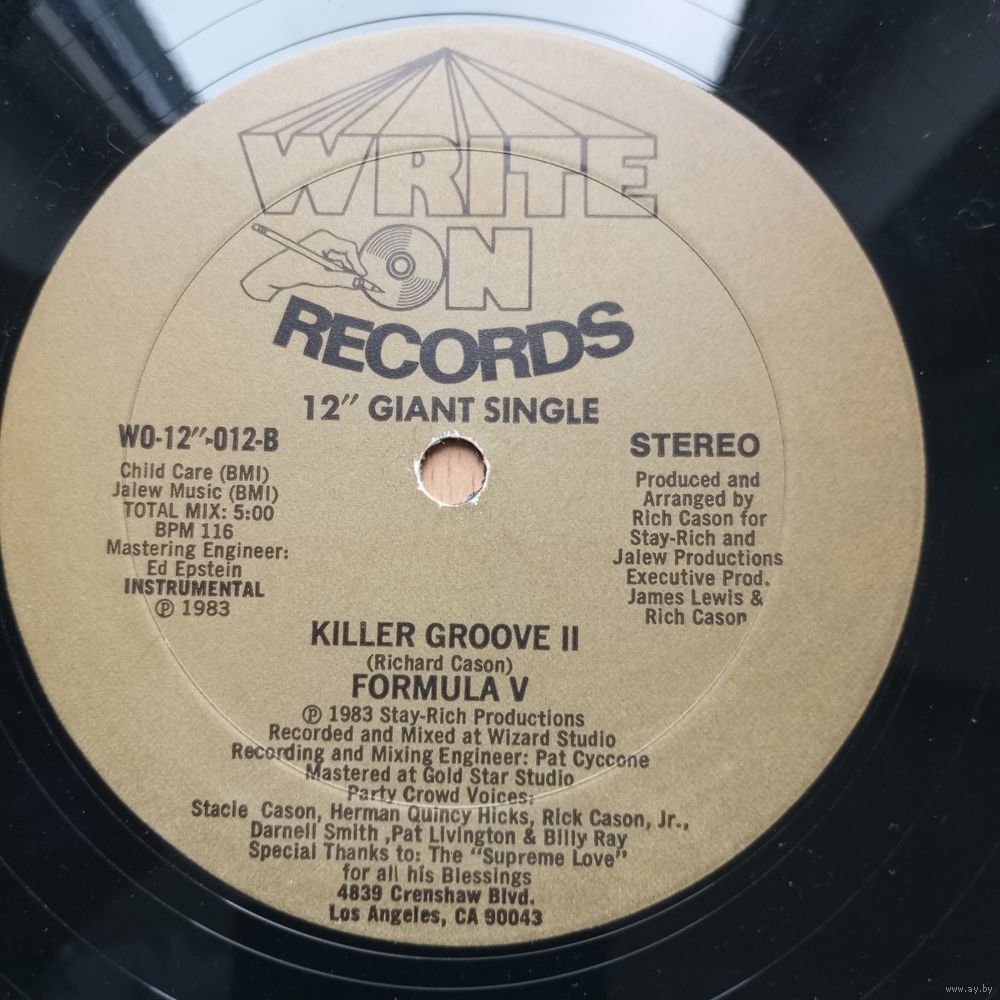 WRITE
ON
RECORDS
12" GIANT SINGLE
WO-12"-012-B
Child Care (BMI)
Jalew Music (BMI)
TOTAL MIX: 5:00
BPM 116
Mastering Engineer:
Ed Epstein
INSTRUMENTAL
℗ 1983
STEREO
Produced and
Arranged by
Rich Cason for
Stay-Rich and
Jalew Productions
Executive Prod.
James Lewis &
Rich Cason
KILLER GROOVE II
(Richard Cason)
FORMULA V
℗ 1983 Stay-Rich Productions
Recorded and Mixed at Wizard Studio
Recording and Mixing Engineer: Pat Cyccone
Mastered at Gold Star Studio
Party Crowd Voices:
Stacie Cason, Herman Quincy Hicks, Rick Cason, Jr.,
Darnell Smith ,Pat Livington & Billy Ray
Special Thanks to: The "Supreme Love"
for all his Blessings
4839 Crenshaw Blvd.
Los Angeles, CA 90043
www.ay.by